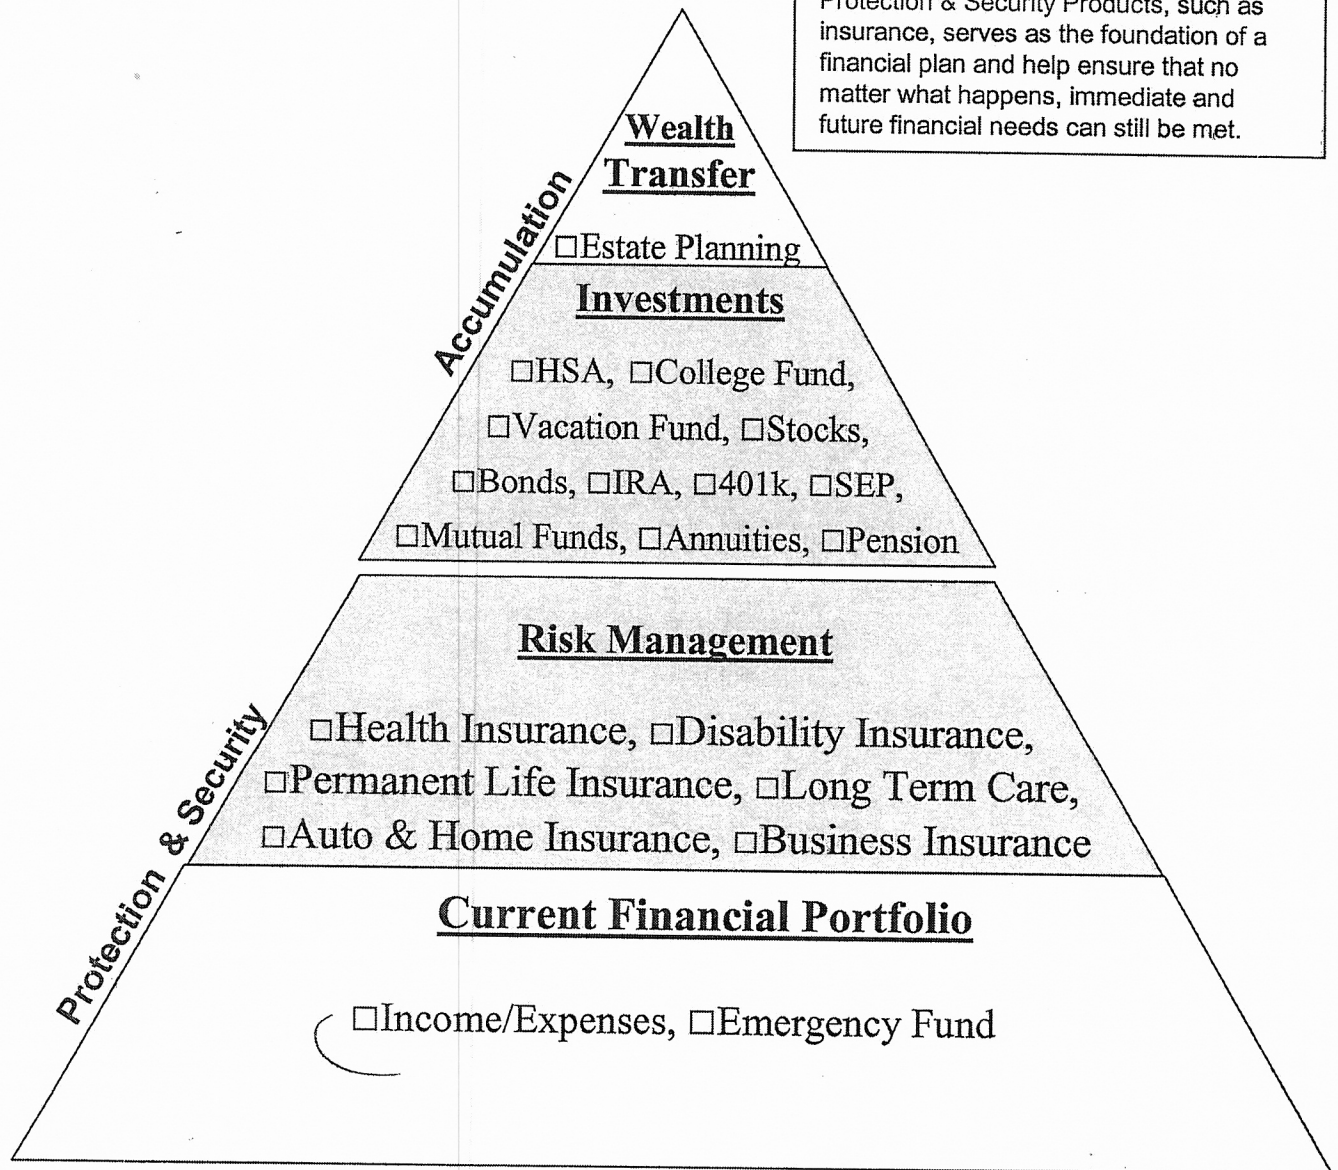 Protection & Security Products, such as
insurance, serves as the foundation of a
financial plan and help ensure that no
matter what happens, immediate and
future financial needs can still be met.
Wealth
Transfer
□Estate Planning
Accumulation
Investments
□HSA, □College Fund,
□Vacation Fund, □Stocks,
□Bonds, □IRA, □401k, □SEP,
□Mutual Funds, □Annuities, □Pension
Risk Management
□Health Insurance, □Disability Insurance,
□Permanent Life Insurance, □Long Term Care,
□Auto & Home Insurance, □Business Insurance
Protection & Security
Current Financial Portfolio
□Income/Expenses, □Emergency Fund